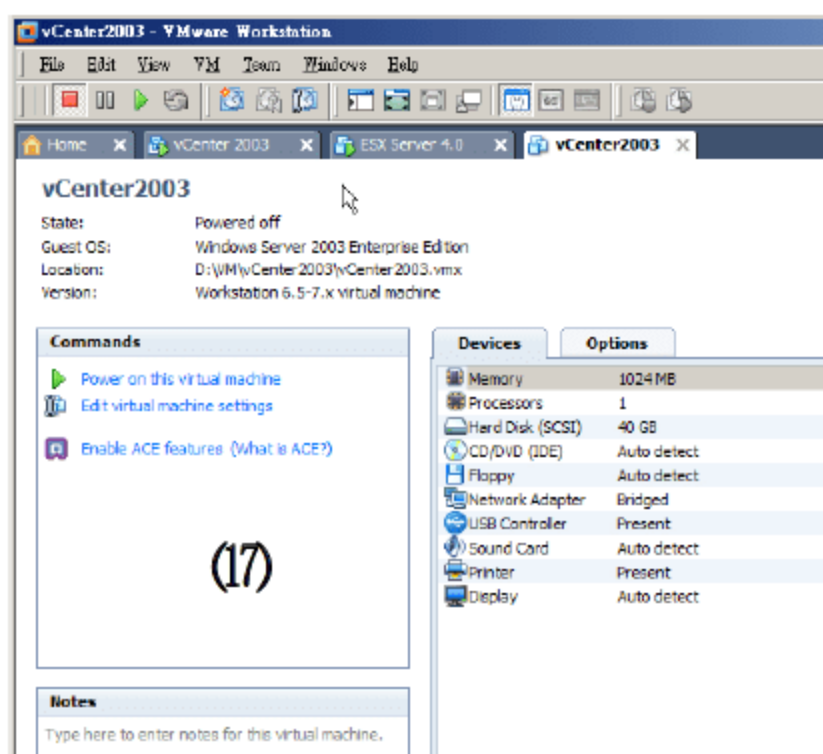 vCenter2003 - VMware Workstation
File Edit View VM Team Windows Help
Home vCenter 2003 ESX Server 4.0 vCenter2003
vCenter2003
State: Powered off
Guest OS: Windows Server 2003 Enterprise Edition
Location: D:\VM\vCenter2003\vCenter2003.vmx
Version: Workstation 6.5-7.x virtual machine
Commands
Power on this virtual machine
Edit virtual machine settings
Enable ACE features (What is ACE?)
(17)
Devices Options
Memory 1024 MB
Processors 1
Hard Disk (SCSI) 40 GB
CD/DVD (IDE) Auto detect
Floppy Auto detect
Network Adapter Bridged
USB Controller Present
Sound Card Auto detect
Printer Present
Display Auto detect
Notes
Type here to enter notes for this virtual machine.